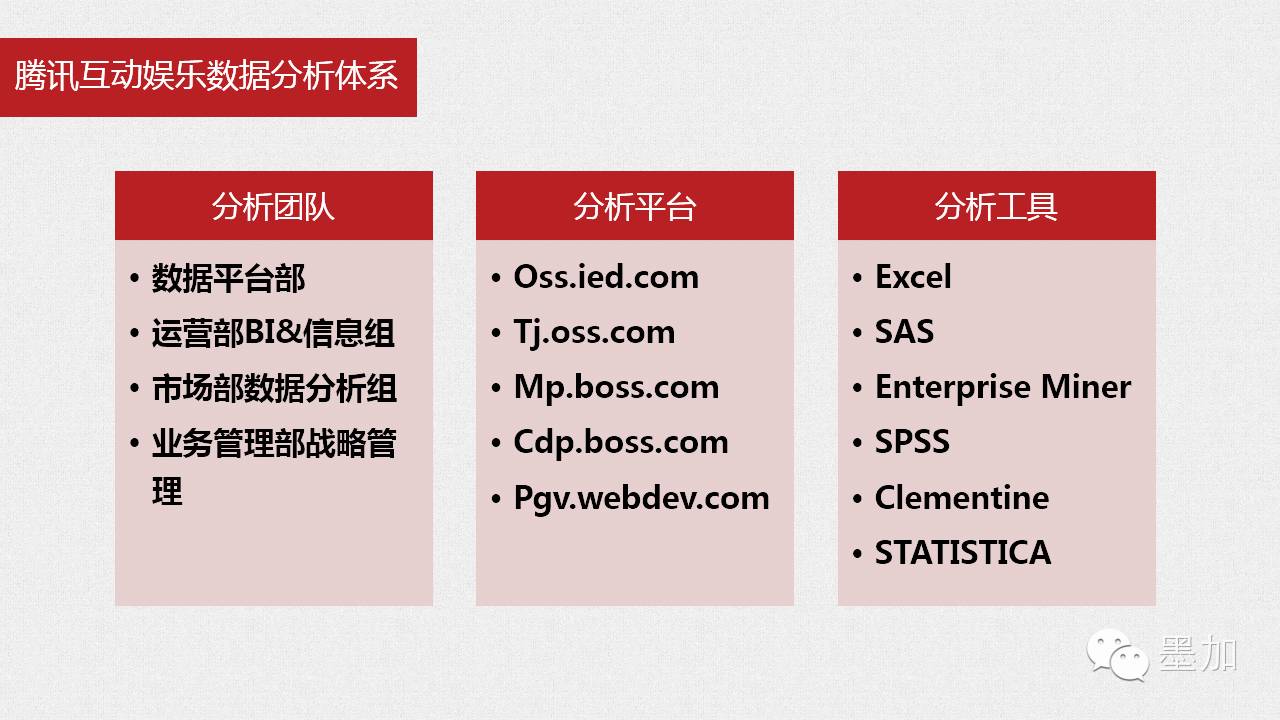 腾讯互动娱乐数据分析体系
分析团队
• 数据平台部
• 运营部BI&信息组
• 市场部数据分析组
• 业务管理部战略管
理
分析平台
• Oss.ied.com
• Tj.oss.com
• Mp.boss.com
• Cdp.boss.com
• Pgv.webdev.com
分析工具
• Excel
• SAS
• Enterprise Miner
• SPSS
• Clementine
• STATISTICA
墨加